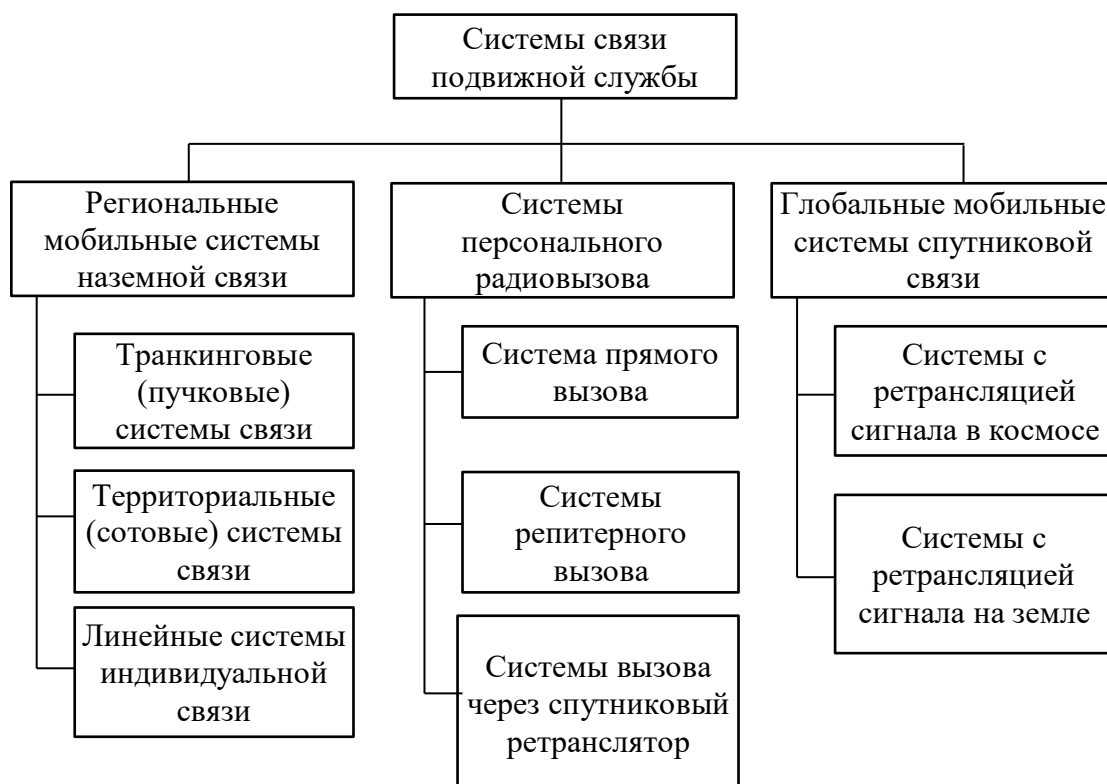 Системы связи
подвижной службы
Региональные
мобильные системы
наземной связи
Транкинговые
(пучковые)
системы связи
Территориальные
(сотовые) системы
связи
Линейные системы
индивидуальной
связи
Системы
персонального
радиовызова
Система прямого
вызова
Системы
репитерного
вызова
Системы вызова
через спутниковый
ретранслятор
Глобальные мобильные
системы спутниковой
связи
Системы с
ретрансляцией
сигнала в космосе
Системы с
ретрансляцией
сигнала на земле